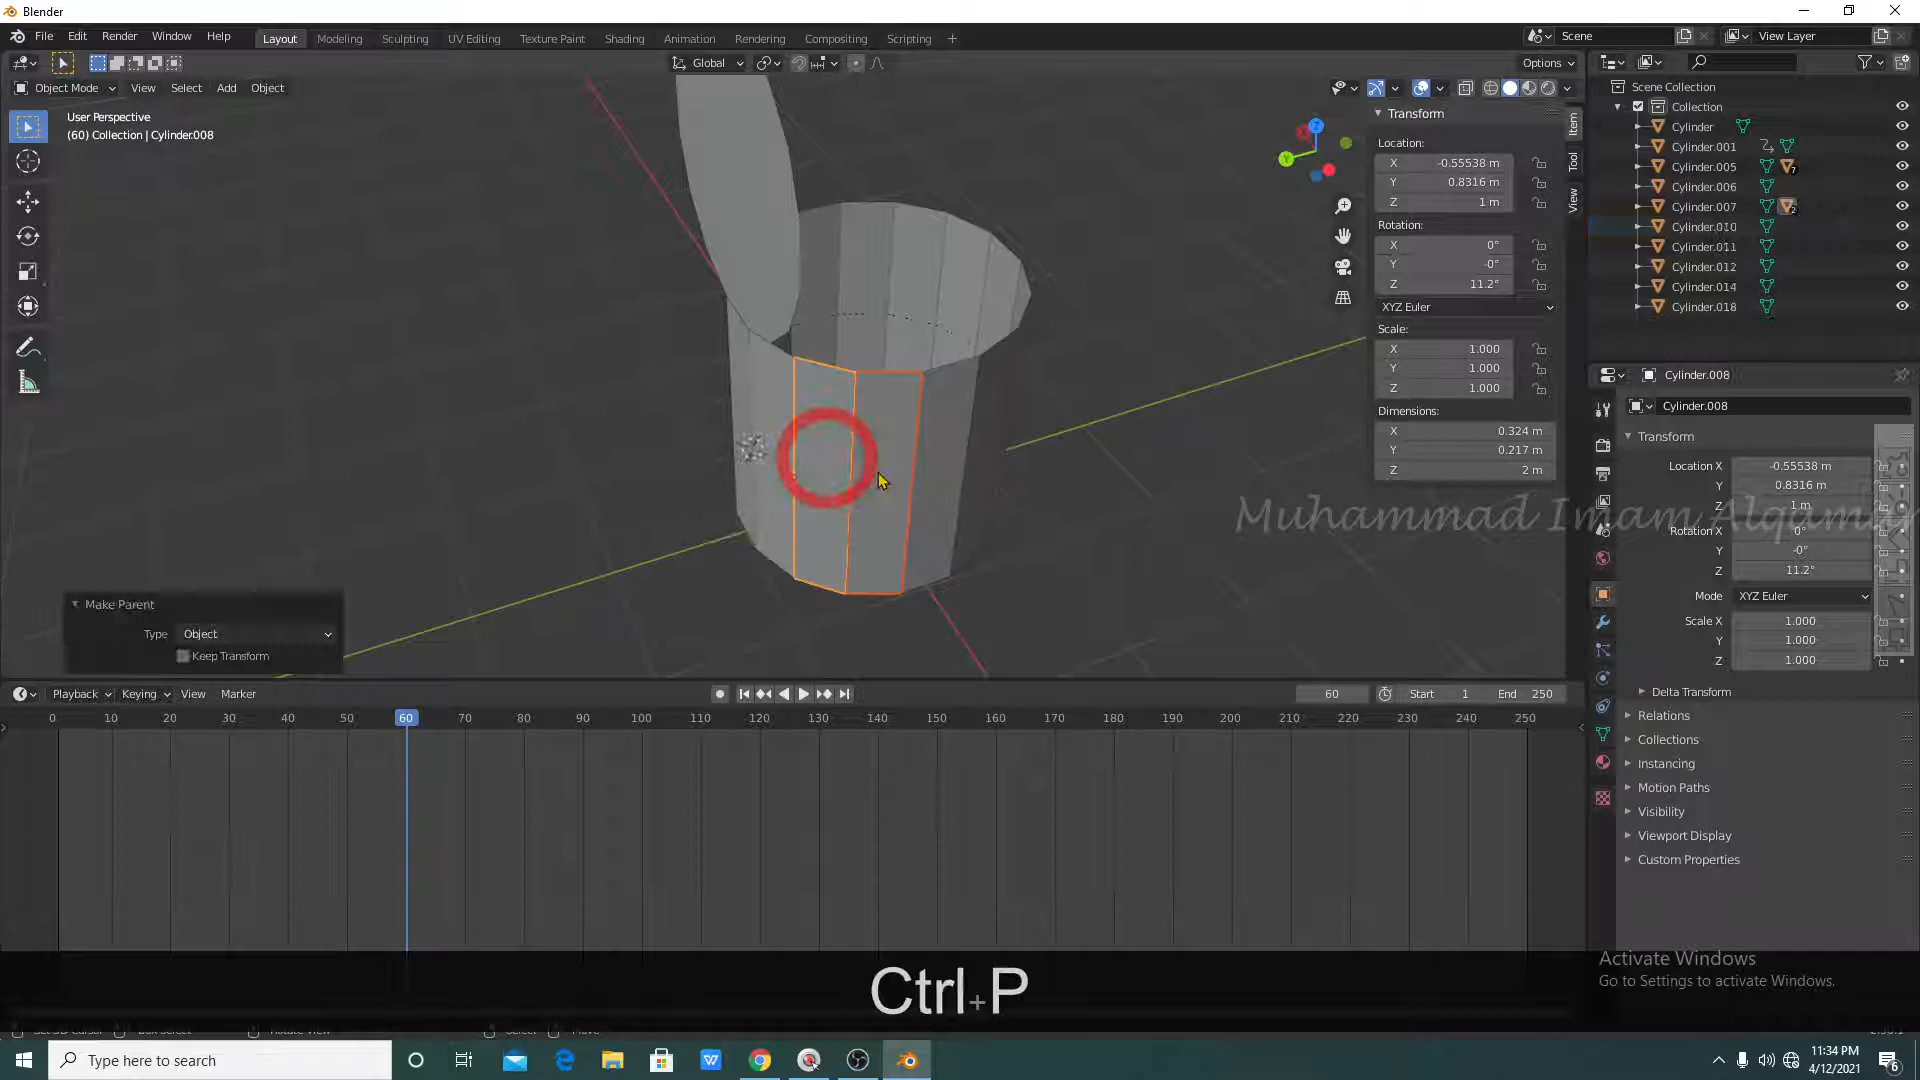 Blender
File Edit Render Window Help
Layout Modeling Sculpting UV Editing Texture Paint Shading Animation Rendering Compositing Scripting +
Scene
View Layer
Global
Options
Object Mode View Select Add Object
User Perspective
(60) Collection | Cylinder.008
Transform
Location:
X -0.55538 m
Y 0.8316 m
Z 1 m
Rotation:
X 0°
Y -0°
Z 11.2°
XYZ Euler
Scale:
X 1.000
Y 1.000
Z 1.000
Dimensions:
X 0.324 m
Y 0.217 m
Z 2 m
Item
Tool
View
Z
Y
Scene Collection
Collection
Cylinder
Cylinder.001
Cylinder.005 7
Cylinder.006
Cylinder.007 2
Cylinder.010
Cylinder.011
Cylinder.012
Cylinder.014
Cylinder.018
Cylinder.008
Cylinder.008
Transform
Location X -0.55538 m
Y 0.8316 m
Z 1 m
Rotation X 0°
Y -0°
Z 11.2°
Mode XYZ Euler
Scale X 1.000
Y 1.000
Z 1.000
Delta Transform
Relations
Collections
Instancing
Motion Paths
Visibility
Viewport Display
Custom Properties
Muhammad Imam Alqamar
Make Parent
Type Object
Keep Transform
Playback Keying View Marker
60 Start 1 End 250
0 10 20 30 40 50 60 70 80 90 100 110 120 130 140 150 160 170 180 190 200 210 220 230 240 250
Ctrl+P
Activate Windows
Go to Settings to activate Windows.
Type here to search
11:34 PM
4/12/2021
6